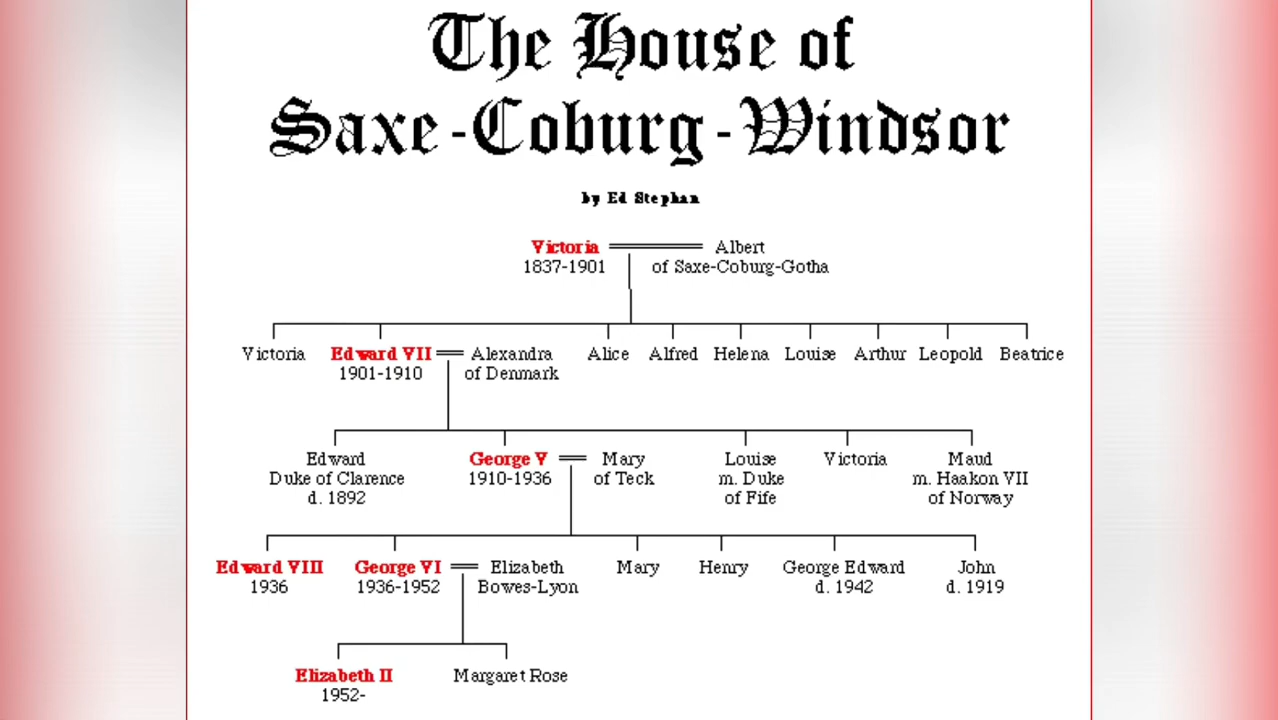 The House of
Saxe-Coburg-Windsor
by Ed Stephan
Victoria Albert
1837-1901 of Saxe-Coburg-Gotha
Victoria Edward VII Alexandra Alice Alfred Helena Louise Arthur Leopold Beatrice
1901-1910 of Denmark
Edward George V Mary Louise Victoria Maud
Duke of Clarence 1910-1936 of Teck m. Duke m. Haakon VII
d. 1892 of Fife of Norway
Edward VIII George VI Elizabeth Mary Henry George Edward John
1936 1936-1952 Bowes-Lyon d. 1942 d. 1919
Elizabeth II Margaret Rose
1952-